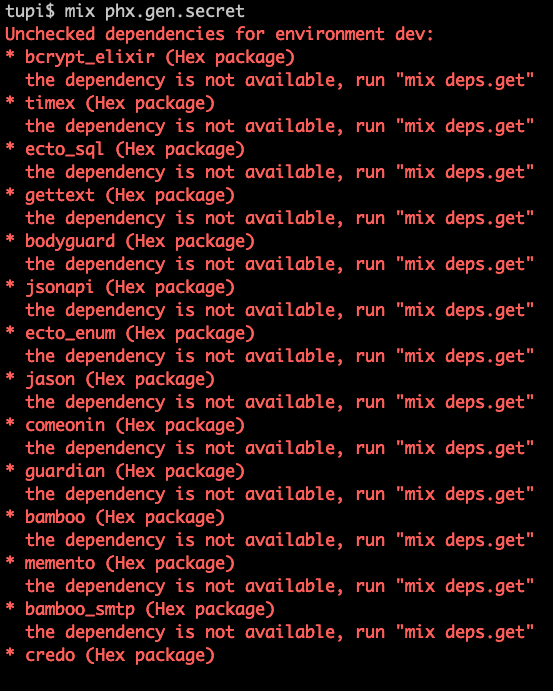 tupi$ mix phx.gen.secret
Unchecked dependencies for environment dev:
* bcrypt_elixir (Hex package)
  the dependency is not available, run "mix deps.get"
* timex (Hex package)
  the dependency is not available, run "mix deps.get"
* ecto_sql (Hex package)
  the dependency is not available, run "mix deps.get"
* gettext (Hex package)
  the dependency is not available, run "mix deps.get"
* bodyguard (Hex package)
  the dependency is not available, run "mix deps.get"
* jsonapi (Hex package)
  the dependency is not available, run "mix deps.get"
* ecto_enum (Hex package)
  the dependency is not available, run "mix deps.get"
* jason (Hex package)
  the dependency is not available, run "mix deps.get"
* comeonin (Hex package)
  the dependency is not available, run "mix deps.get"
* guardian (Hex package)
  the dependency is not available, run "mix deps.get"
* bamboo (Hex package)
  the dependency is not available, run "mix deps.get"
* memento (Hex package)
  the dependency is not available, run "mix deps.get"
* bamboo_smtp (Hex package)
  the dependency is not available, run "mix deps.get"
* credo (Hex package)